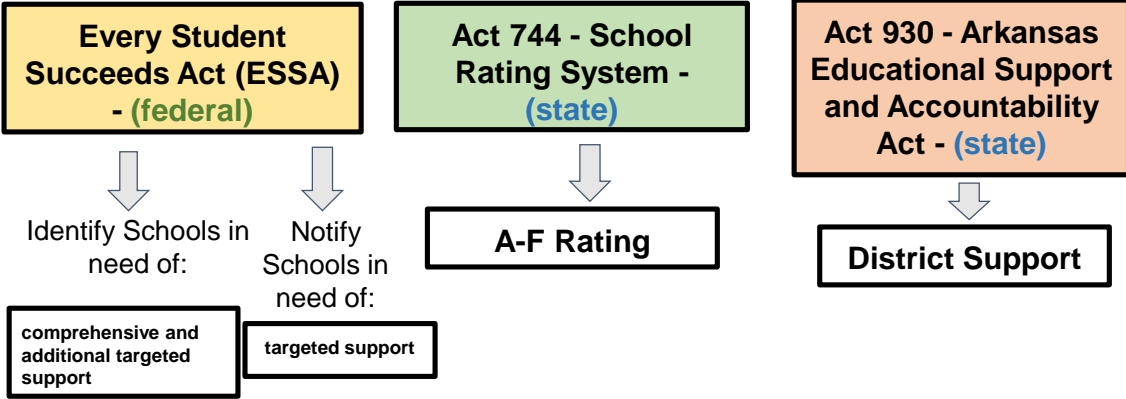 Every Student
Succeeds Act (ESSA)
- (federal)
Identify Schools in
need of:
comprehensive and
additional targeted
support
Notify
Schools in
need of:
targeted support
Act 744 - School
Rating System -
(state)
A-F Rating
Act 930 - Arkansas
Educational Support
and Accountability
Act - (state)
District Support